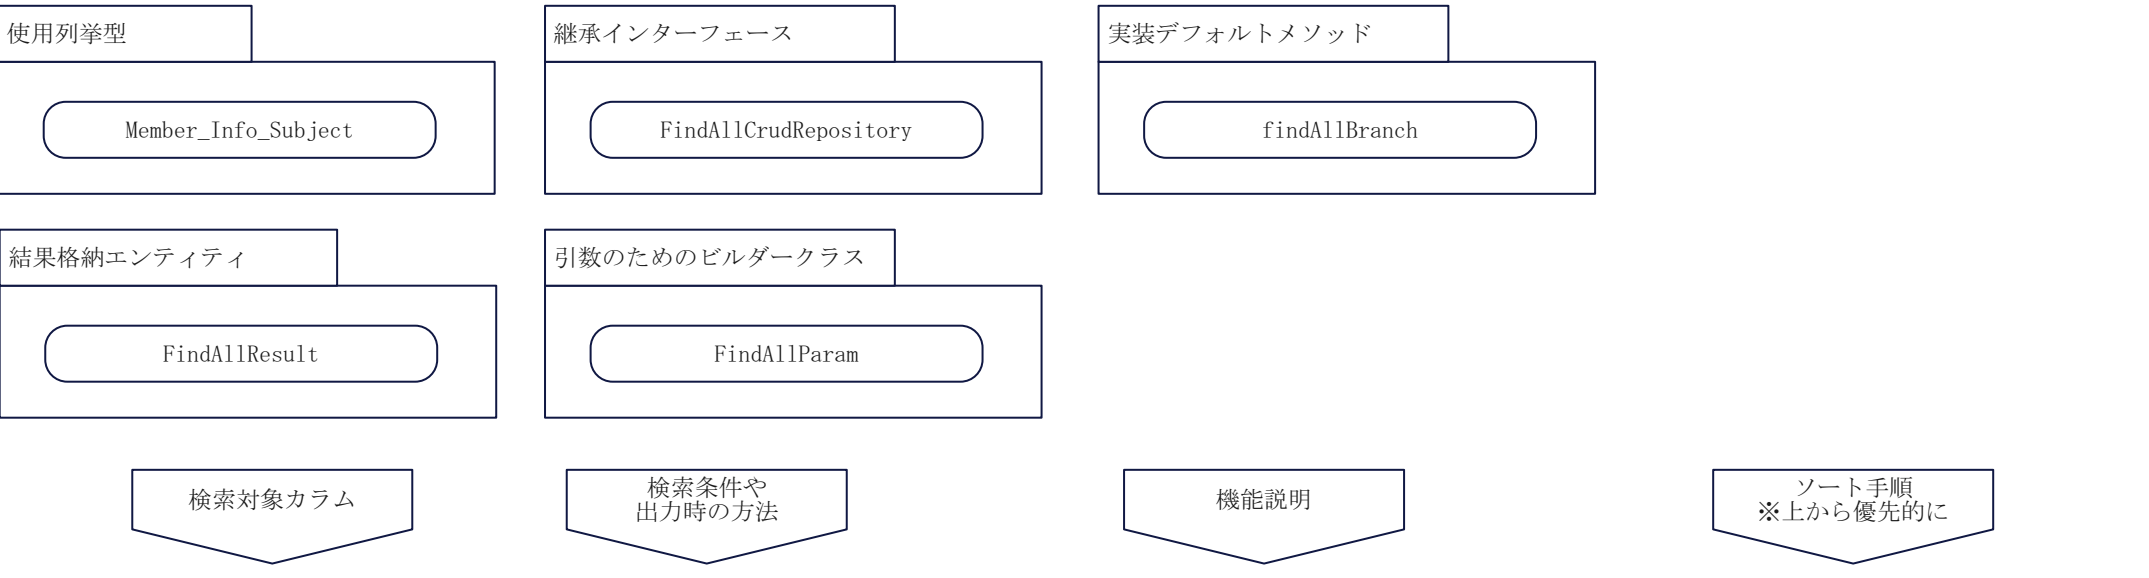 使用列挙型
継承インターフェース
実装デフォルトメソッド
Member_Info_Subject
FindAllCrudRepository
findAllBranch
結果格納エンティティ
引数のためのビルダークラス
FindAllResult
FindAllParam
検索対象カラム
検索条件や
出力時の方法
機能説明
ソート手順
※上から優先的に